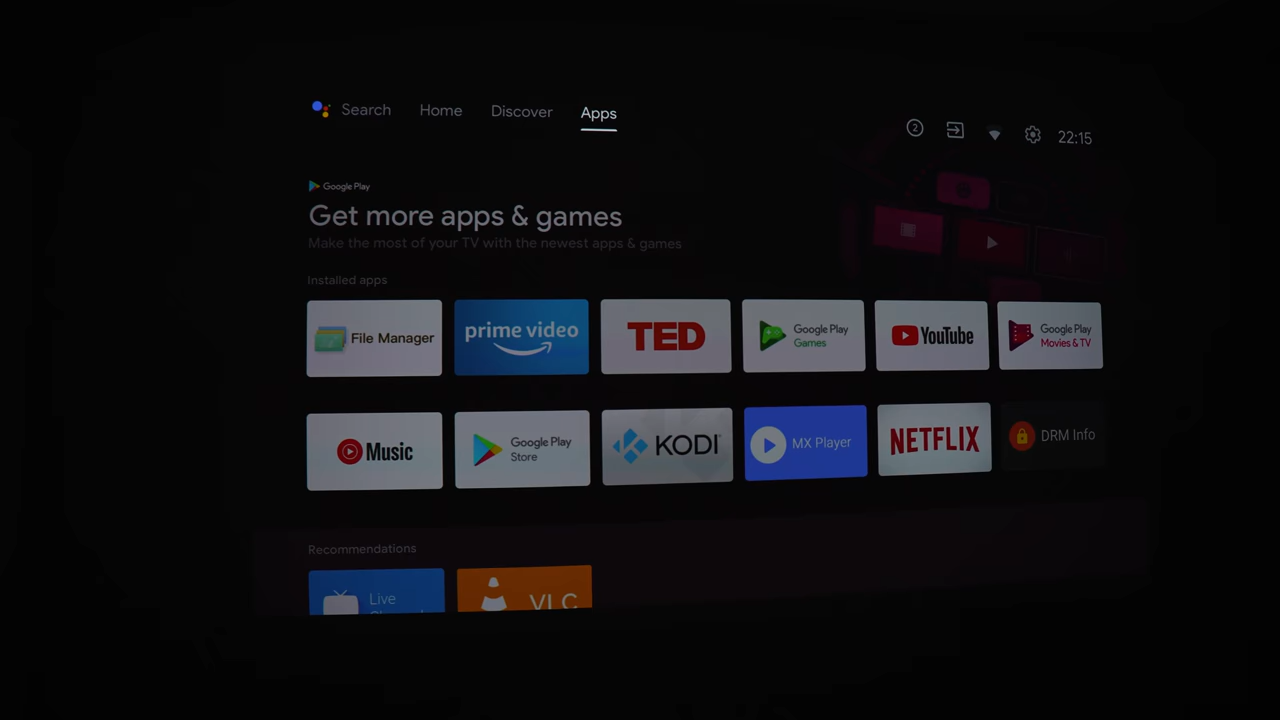 Search Home Discover Apps
2 22:15
Google Play
Get more apps & games
Make the most of your TV with the newest apps & games
Installed apps
File Manager
prime video
TED
Google Play
Games
YouTube
Google Play
Movies & TV
Music
Google Play
Store
KODI
MX Player
NETFLIX
DRM Info
Recommendations
Live
VLC